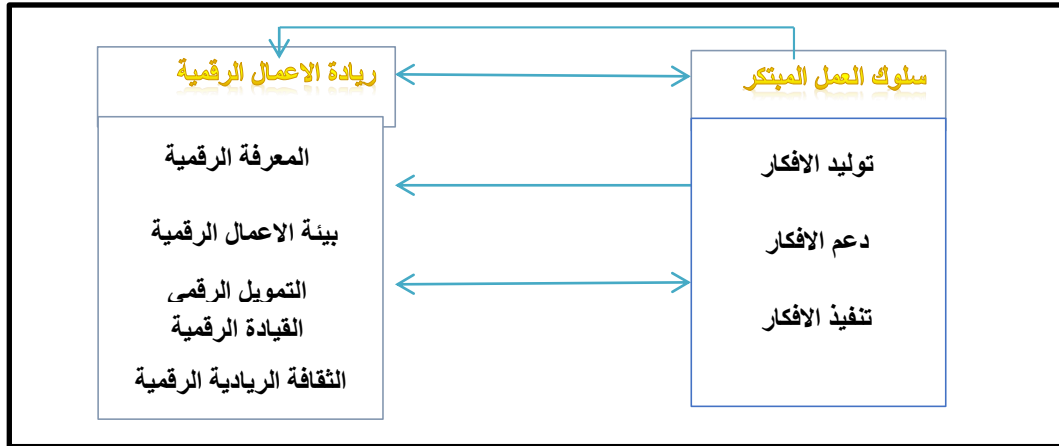 سلوك العمل المبتكر
توليد الافكار
دعم الافكار
تنفيذ الافكار
ريادة الاعمال الرقمية
المعرفة الرقمية
بيئة الاعمال الرقمية
التمويل الرقمي
القيادة الرقمية
الثقافة الريادية الرقمية